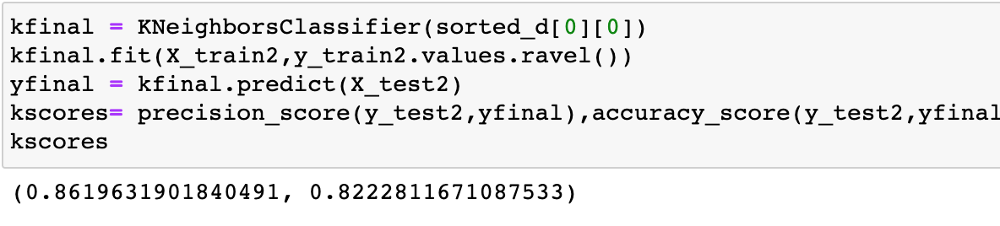 kfinal = KNeighborsClassifier(sorted_d[0][0])
kfinal.fit(X_train2,y_train2.values.ravel())
yfinal = kfinal.predict(X_test2)
kscores= precision_score(y_test2,yfinal),accuracy_score(y_test2,yfinal
kscores
(0.8619631901840491, 0.8222811671087533)